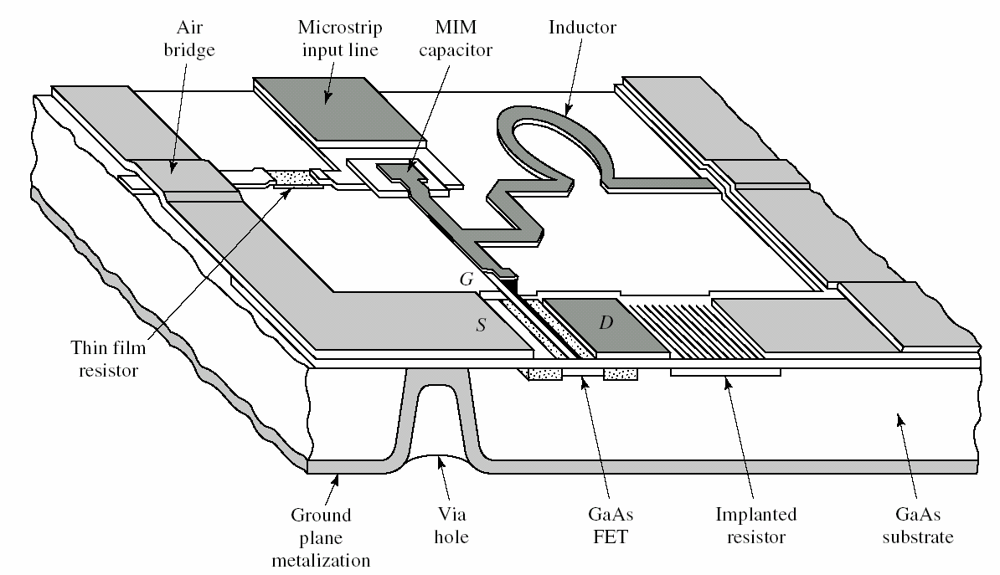 Air
bridge
Microstrip
input line
MIM
capacitor
Inductor
G
S
D
Thin film
resistor
Ground
plane
metalization
Via
hole
GaAs
FET
Implanted
resistor
GaAs
substrate